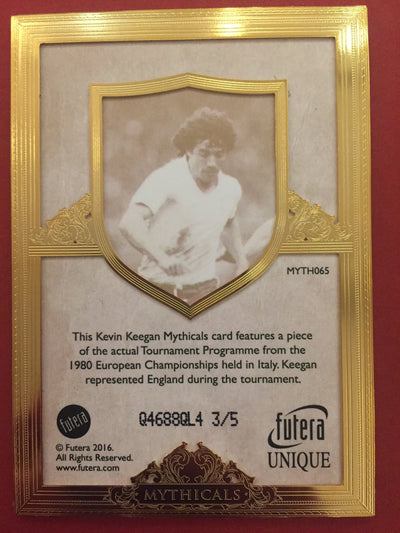 MYTH065
This Kevin Keegan Mythicals card features a piece
of the actual Tournament Programme from the
1980 European Championships held in Italy. Keegan
represented England during the tournament.
Q4688QL4 3/5
futera
© Futera 2016.
All Rights Reserved.
www.futera.com
futera
UNIQUE
MYTHICALS